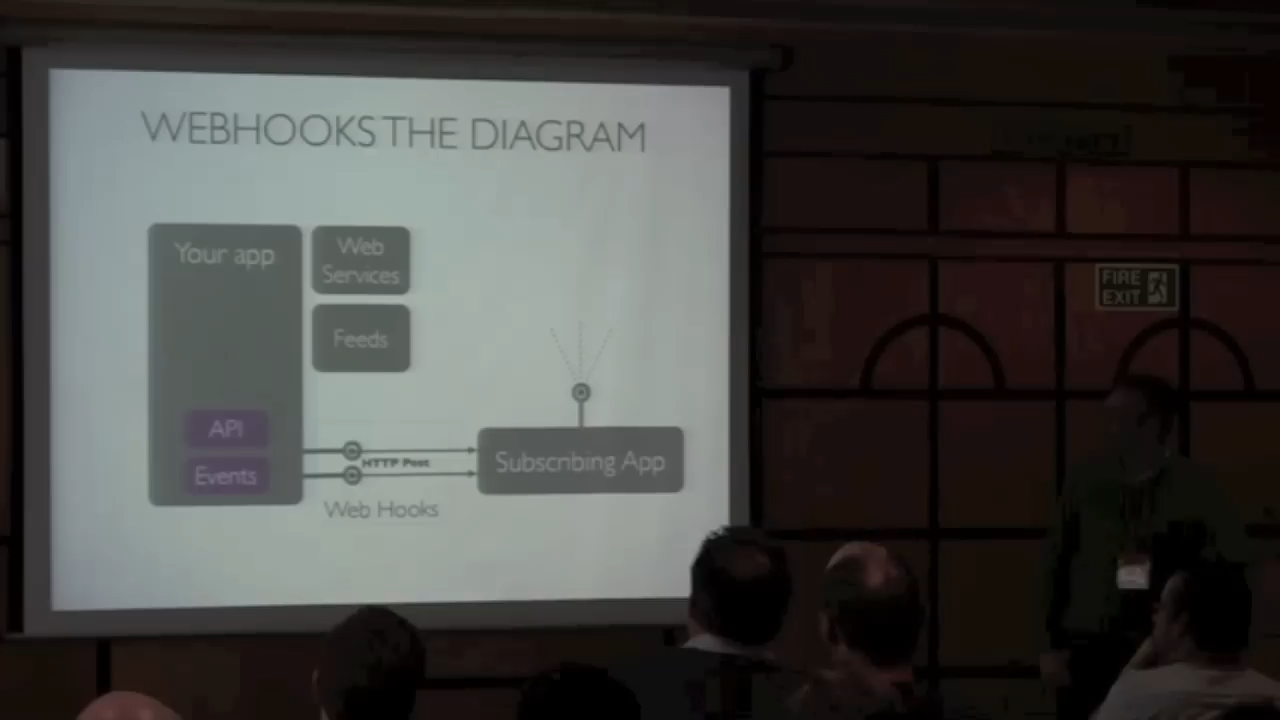 WEBHOOKS THE DIAGRAM
Your app
Web
Services
Feeds
API
Events
HTTP Post
Web Hooks
Subscribing App
FIRE
EXIT